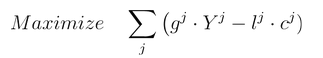 Maximize ∑_j (g^j · Y^j − l^j · c^j)